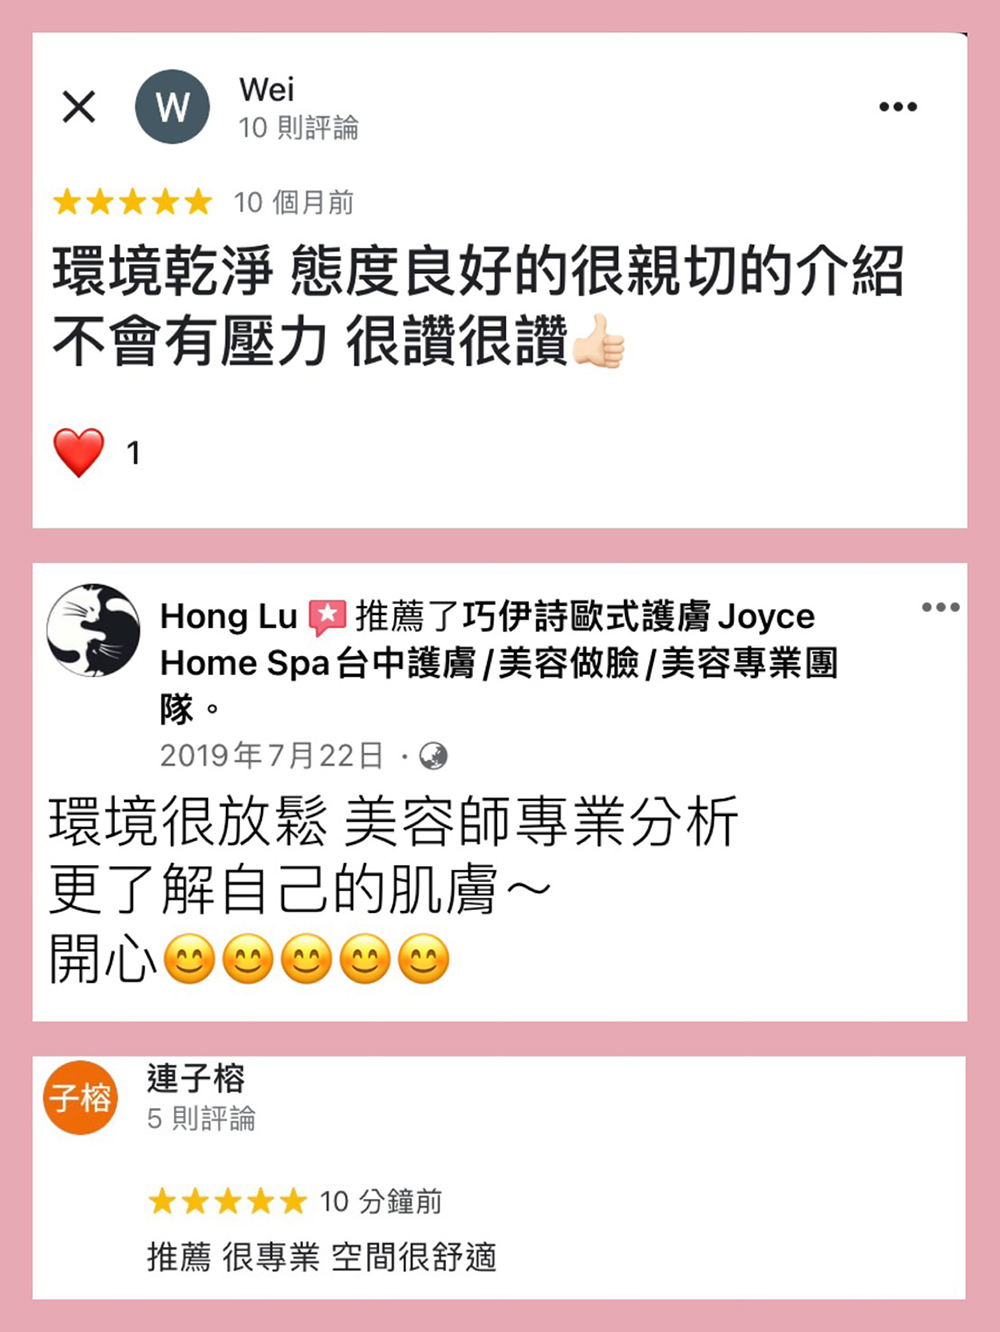 W
Wei
10 則評論
10 個月前
環境乾淨 態度良好的很親切的介紹
不會有壓力 很讚很讚👍🏻
❤️ 1
Hong Lu 推薦了巧伊詩歐式護膚Joyce
Home Spa台中護膚/美容做臉/美容專業團
隊。
2019年7月22日 ·
環境很放鬆 美容師專業分析
更了解自己的肌膚～
開心😊😊😊😊😊
子榕
連子榕
5 則評論
10 分鐘前
推薦 很專業 空間很舒適